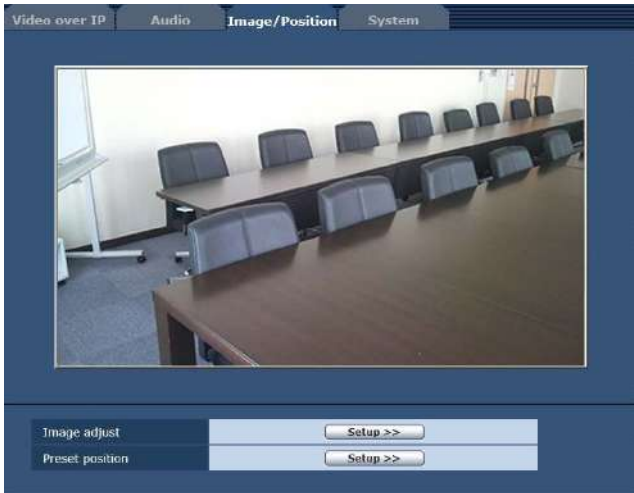 Video over IP Audio Image/Position System
Image adjust Setup >>
Preset position Setup >>